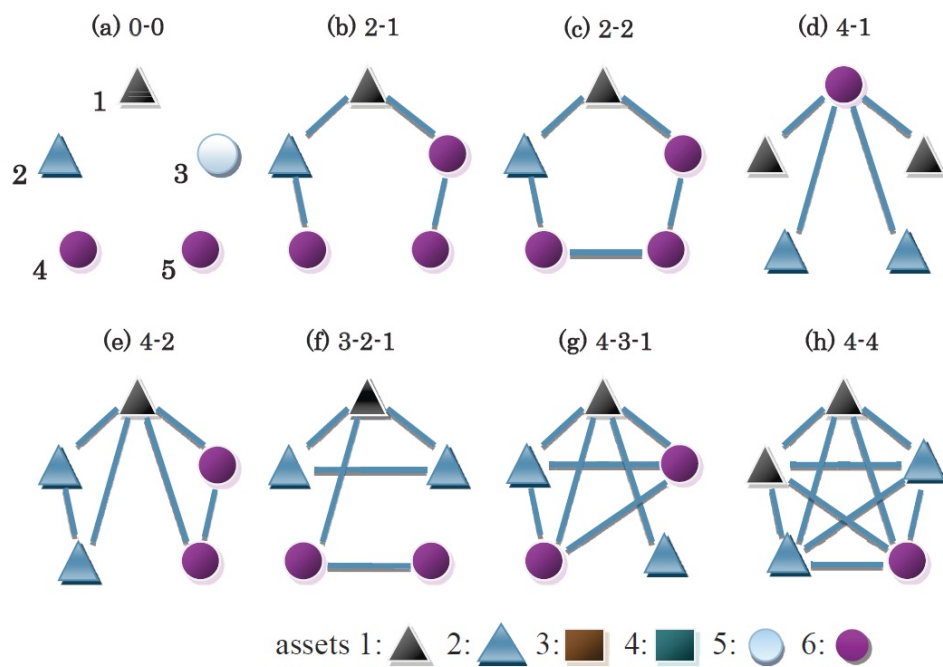 (a) 0-0 (b) 2-1 (c) 2-2 (d) 4-1
1
2 3
4 5
(e) 4-2 (f) 3-2-1 (g) 4-3-1 (h) 4-4
assets 1: 2: 3: 4: 5: 6: